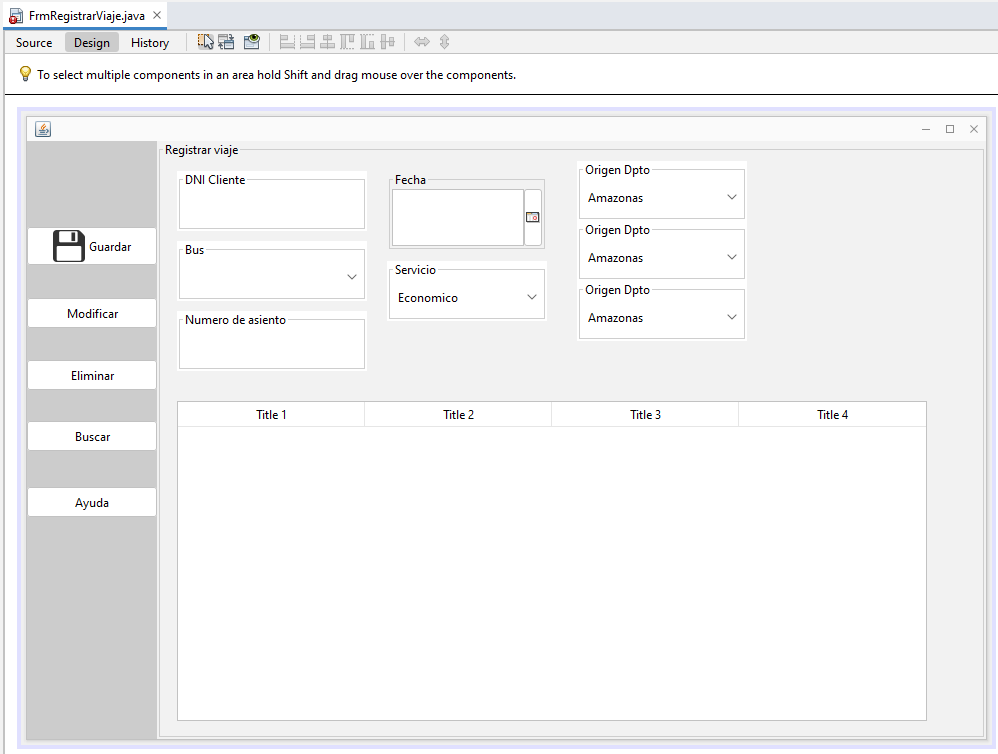 FrmRegistrarViaje.java
Source Design History
To select multiple components in an area hold Shift and drag mouse over the components.
Registrar viaje
DNI Cliente
Fecha
Origen Dpto
Amazonas
Guardar
Bus
Origen Dpto
Amazonas
Servicio
Economico
Origen Dpto
Amazonas
Modificar
Numero de asiento
Eliminar
Title 1 Title 2 Title 3 Title 4
Buscar
Ayuda